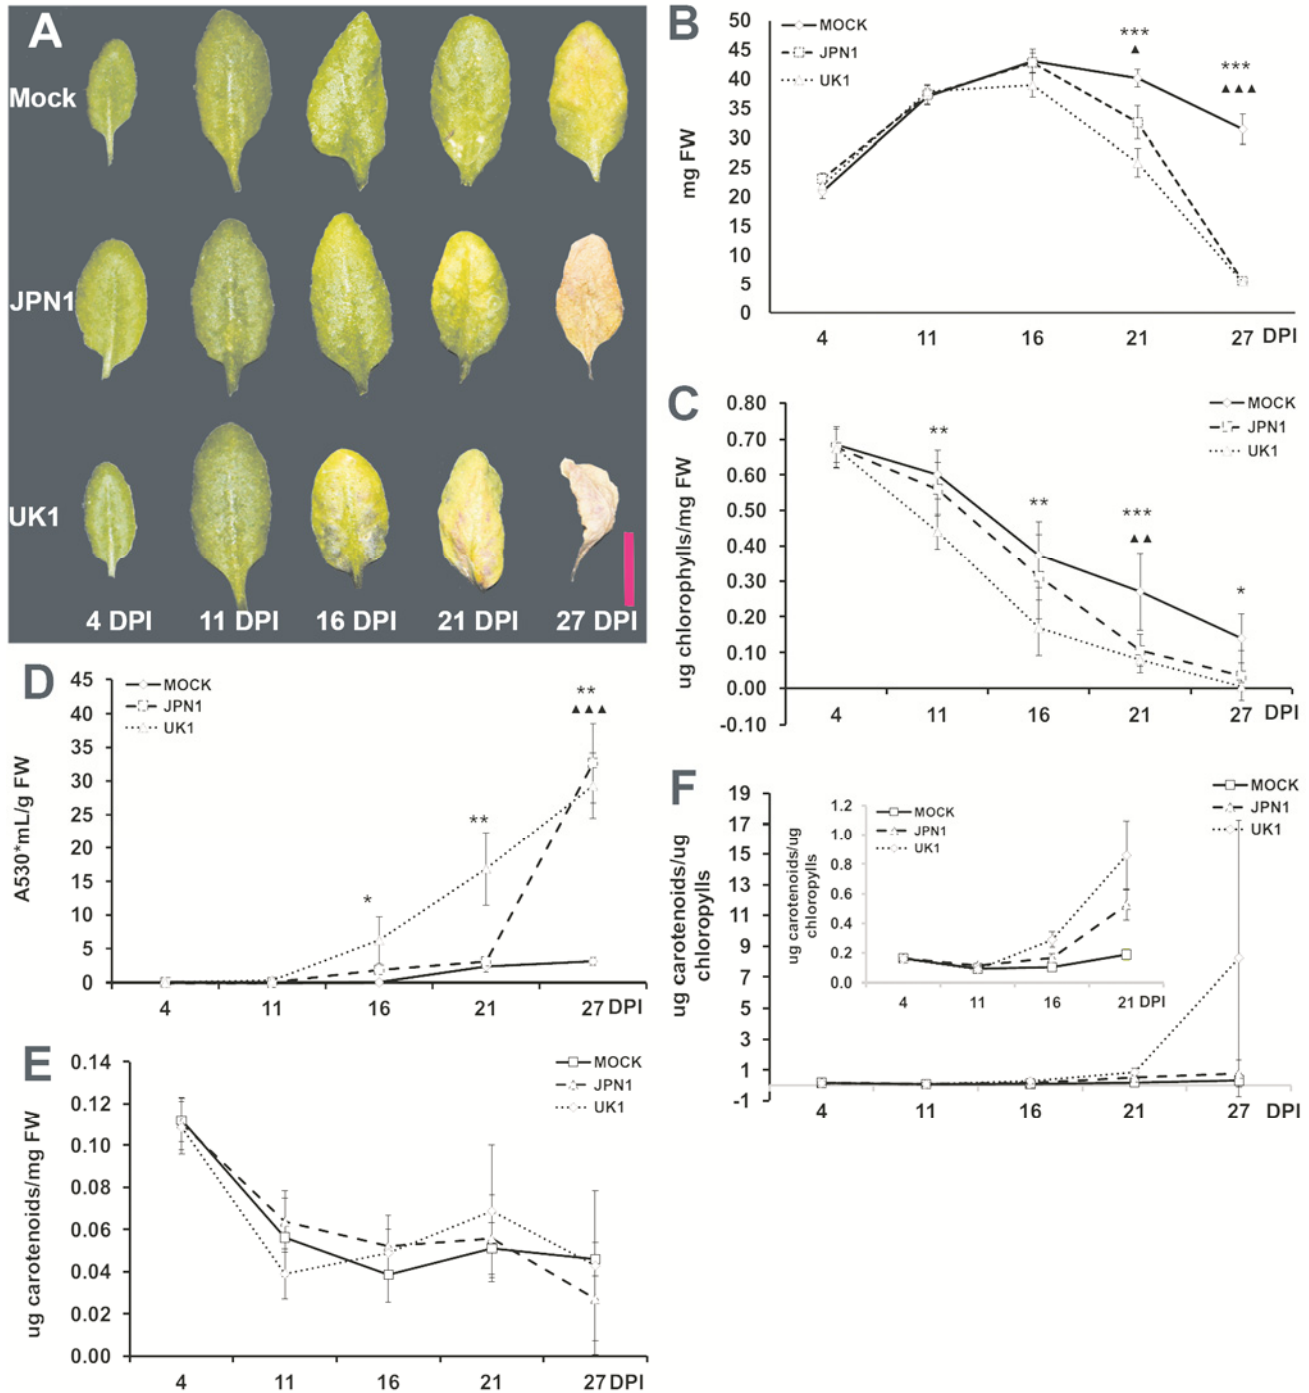 A
Mock
JPN1
UK1
4 DPI 11 DPI 16 DPI 21 DPI 27 DPI
B
MOCK
JPN1
UK1
mg FW
50
45
40
35
30
25
20
15
10
5
0
***
▲
***
▲▲▲
4 11 16 21 27 DPI
C
MOCK
JPN1
UK1
ug chlorophylls/mg FW
0.80
0.70
0.60
0.50
0.40
0.30
0.20
0.10
0.00
-0.10
**
**
***
▲▲
*
4 11 16 21 27 DPI
D
MOCK
JPN1
UK1
A530*mL/g FW
45
40
35
30
25
20
15
10
5
0
*
**
**
▲▲▲
4 11 16 21 27 DPI
E
MOCK
JPN1
UK1
ug carotenoids/mg FW
0.14
0.12
0.10
0.08
0.06
0.04
0.02
0.00
4 11 16 21 27 DPI
F
MOCK
JPN1
UK1
ug carotenoids/ug
chloropylls
19
17
15
13
11
9
7
5
3
1
-1
4 11 16 21 27 DPI
MOCK
JPN1
UK1
ug carotenoids/ug
chloropylls
1.2
1.0
0.8
0.6
0.4
0.2
0.0
4 11 16 21 DPI